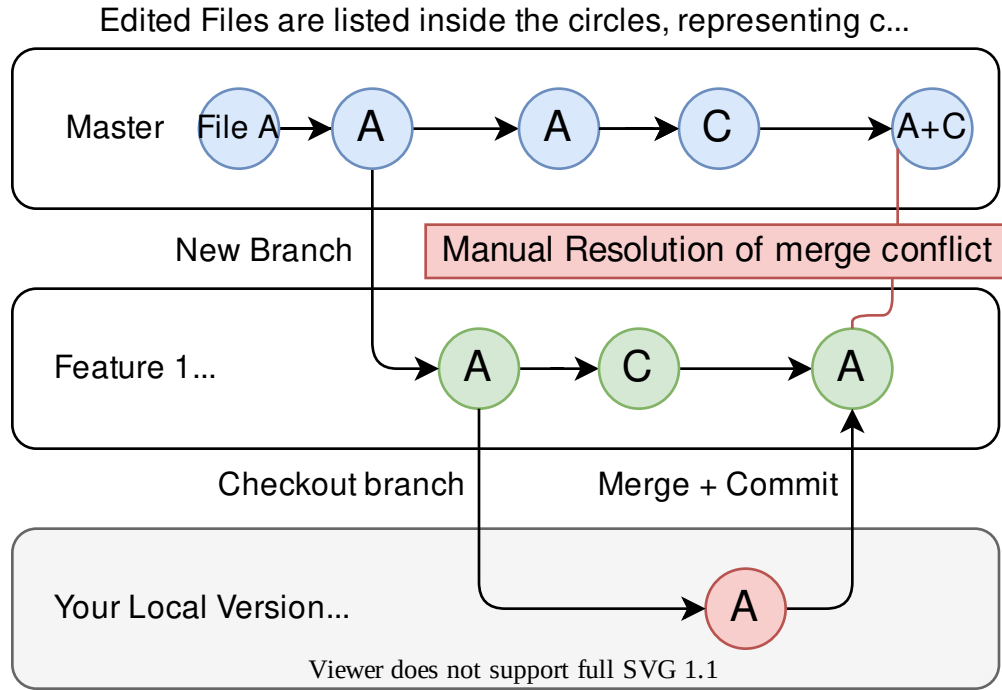 Edited Files are listed inside the circles, representing c...
Master
File A
A
A
C
A+C
New Branch
Manual Resolution of merge conflict
Feature 1...
A
C
A
Checkout branch
Merge + Commit
Your Local Version...
A
Viewer does not support full SVG 1.1